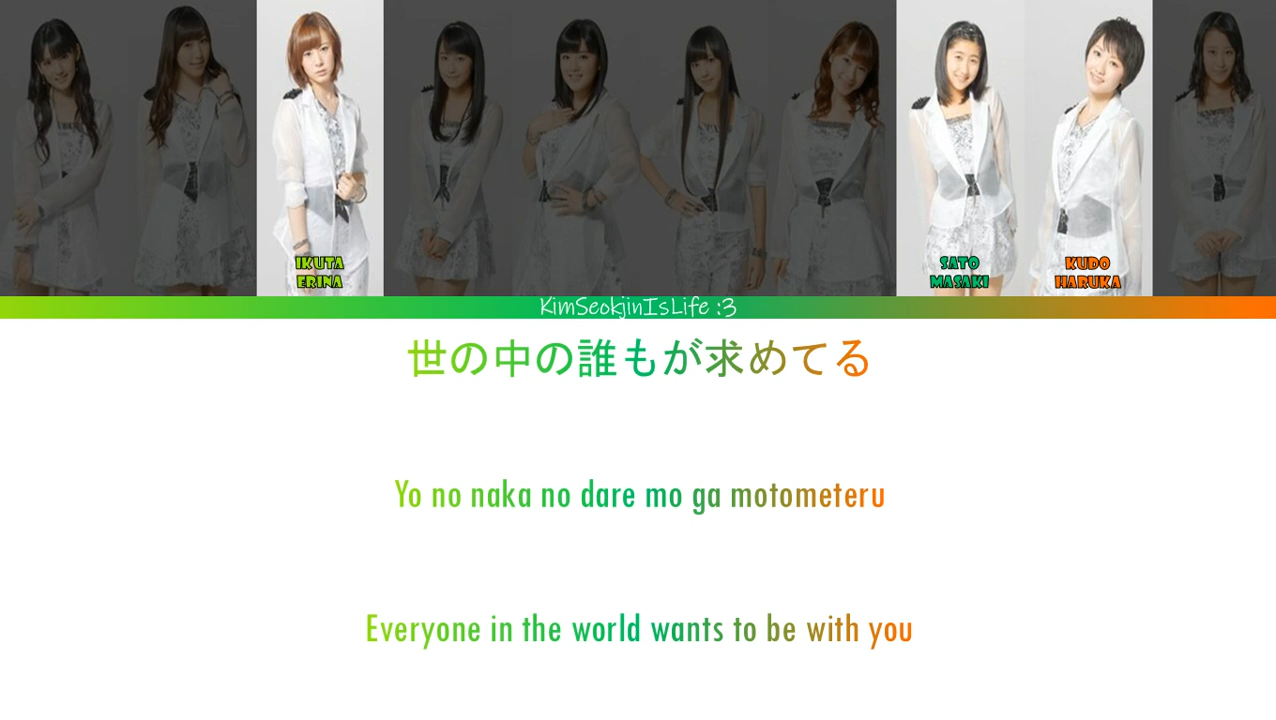 IKUTA
ERINA
SATO
MASAKI
KUDO
HARUKA
KimSeokjinIsLife :3
世の中の誰もが求めてる
Yo no naka no dare mo ga motometeru
Everyone in the world wants to be with you